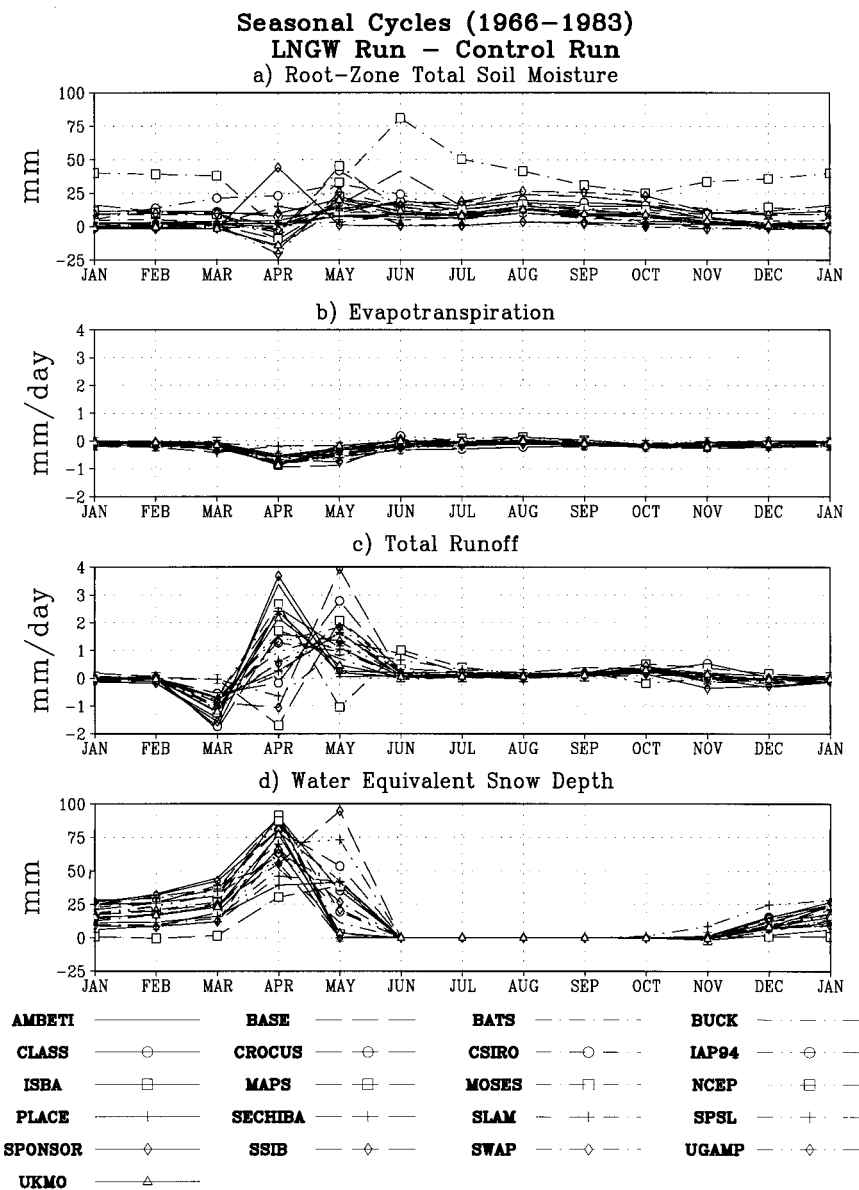 Seasonal Cycles (1966-1983)
LNGW Run - Control Run
a) Root-Zone Total Soil Moisture
100
75
50
25
0
-25
mm
JAN FEB MAR APR MAY JUN JUL AUG SEP OCT NOV DEC JAN
b) Evapotranspiration
4
3
2
1
0
-1
-2
mm/day
JAN FEB MAR APR MAY JUN JUL AUG SEP OCT NOV DEC JAN
c) Total Runoff
4
3
2
1
0
-1
-2
mm/day
JAN FEB MAR APR MAY JUN JUL AUG SEP OCT NOV DEC JAN
d) Water Equivalent Snow Depth
100
75
50
25
0
-25
mm
JAN FEB MAR APR MAY JUN JUL AUG SEP OCT NOV DEC JAN
AMBETI BASE BATS BUCK
CLASS CROCUS CSIRO IAP94
ISBA MAPS MOSES NCEP
PLACE SECHIBA SLAM SPSL
SPONSOR SSIB SWAP UGAMP
UKMO